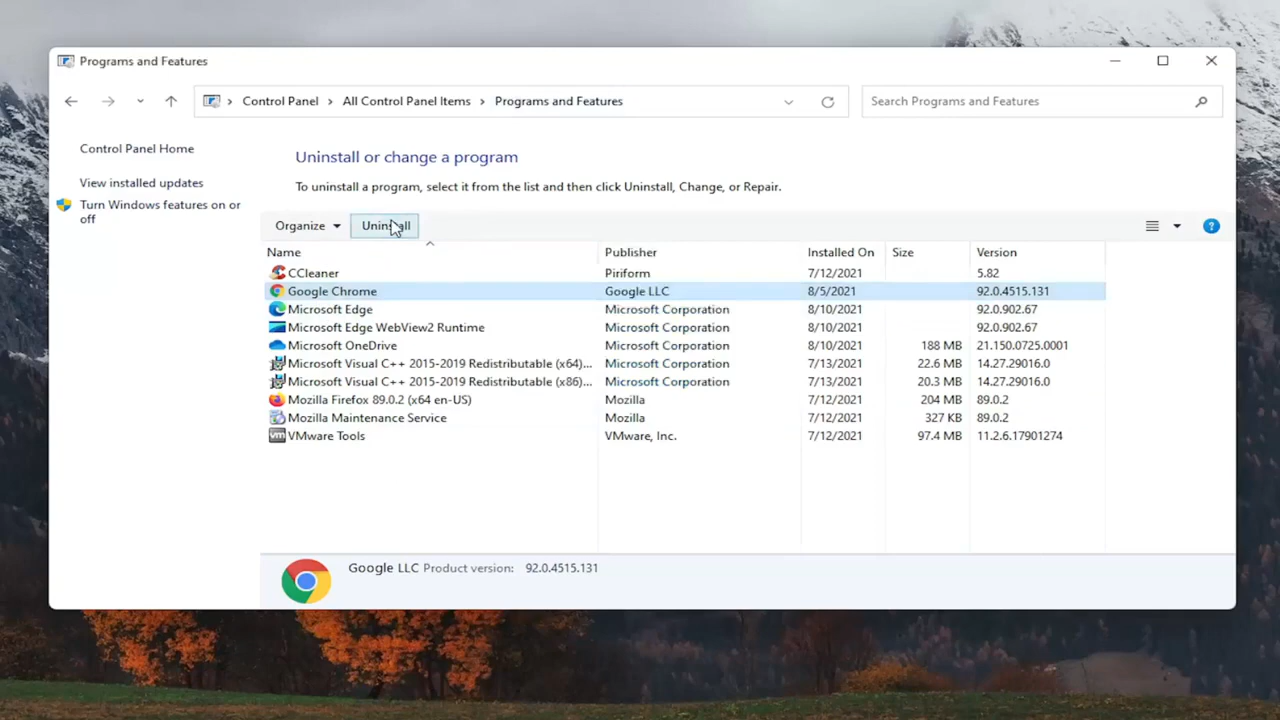 Programs and Features
Control Panel
All Control Panel Items
Programs and Features
Search Programs and Features
Control Panel Home
View installed updates
Turn Windows features on or
off
Uninstall or change a program
To uninstall a program, select it from the list and then click Uninstall, Change, or Repair.
Organize
Uninstall
Name Publisher Installed On Size Version
CCleaner Piriform 7/12/2021 5.82
Google Chrome Google LLC 8/5/2021 92.0.4515.131
Microsoft Edge Microsoft Corporation 8/10/2021 92.0.902.67
Microsoft Edge WebView2 Runtime Microsoft Corporation 8/10/2021 92.0.902.67
Microsoft OneDrive Microsoft Corporation 8/10/2021 188 MB 21.150.0725.0001
Microsoft Visual C++ 2015-2019 Redistributable (x64)... Microsoft Corporation 7/13/2021 22.6 MB 14.27.29016.0
Microsoft Visual C++ 2015-2019 Redistributable (x86)... Microsoft Corporation 7/13/2021 20.3 MB 14.27.29016.0
Mozilla Firefox 89.0.2 (x64 en-US) Mozilla 7/12/2021 204 MB 89.0.2
Mozilla Maintenance Service Mozilla 7/12/2021 327 KB 89.0.2
vm VMware Tools VMware, Inc. 7/12/2021 97.4 MB 11.2.6.17901274
Google LLC Product version: 92.0.4515.131